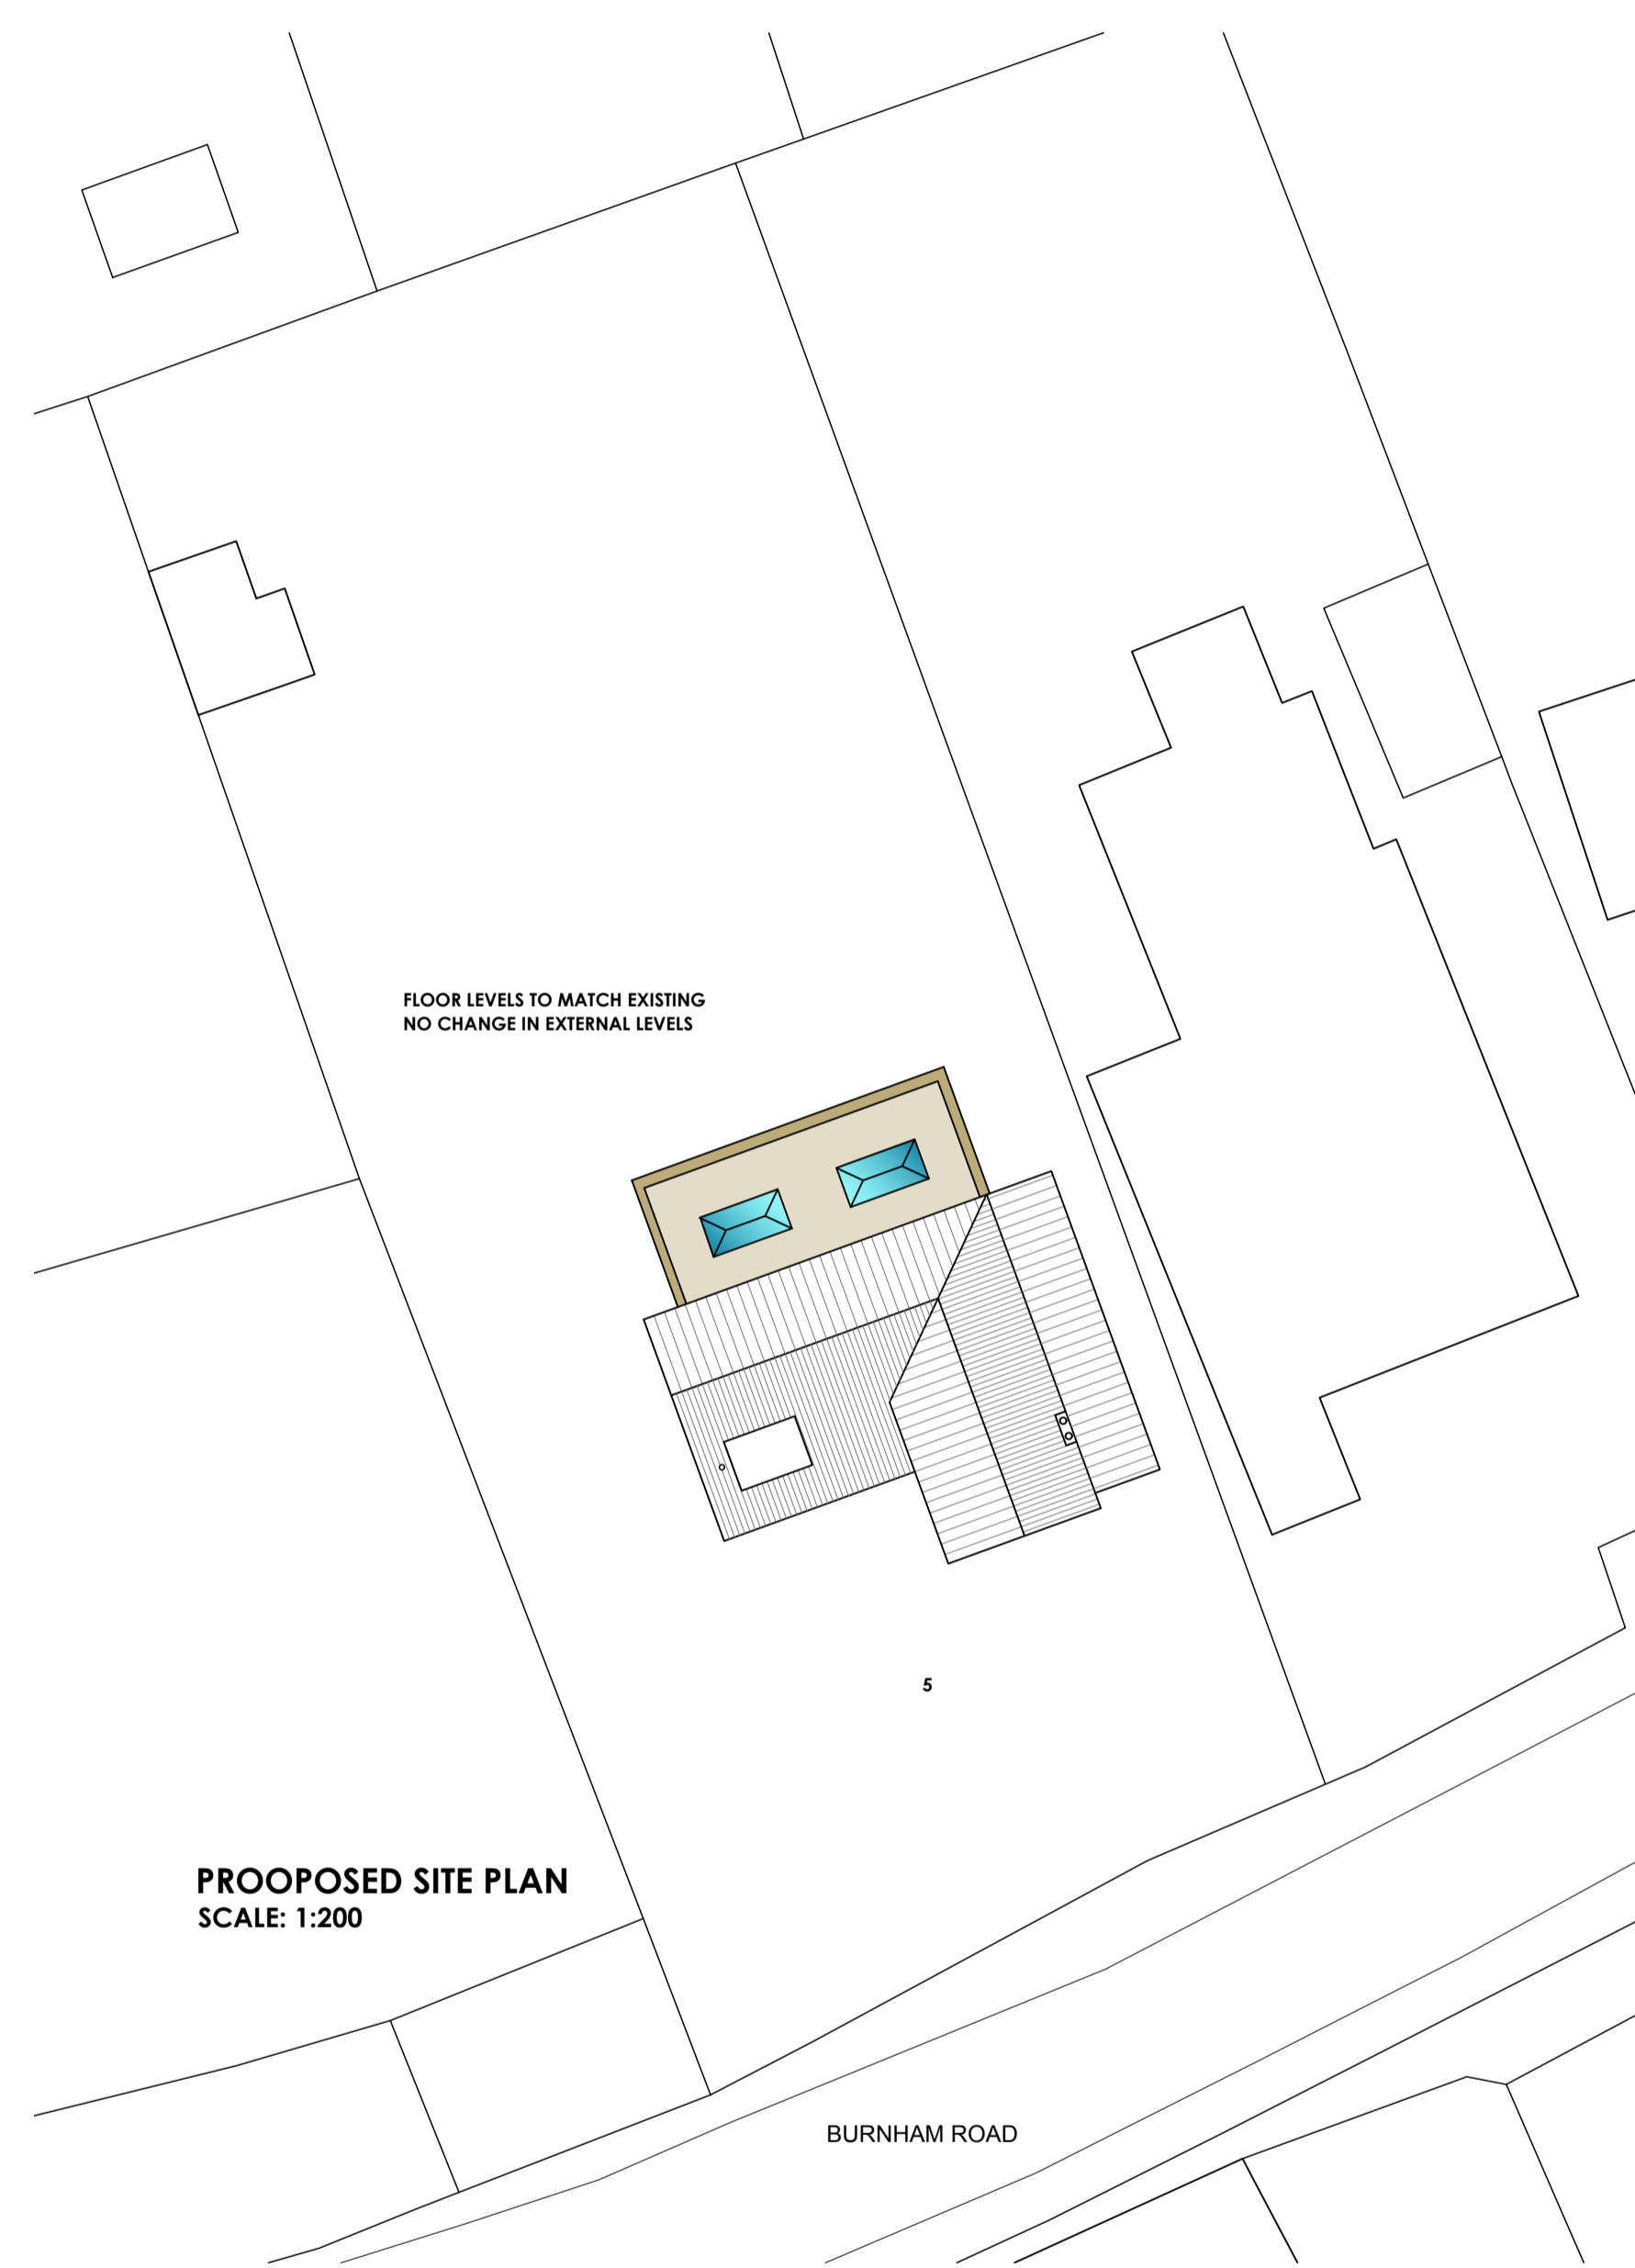 FLOOR LEVELS TO MATCH EXISTING
NO CHANGE IN EXTERNAL LEVELS
5
PROOPOSED SITE PLAN
SCALE: 1:200
BURNHAM ROAD